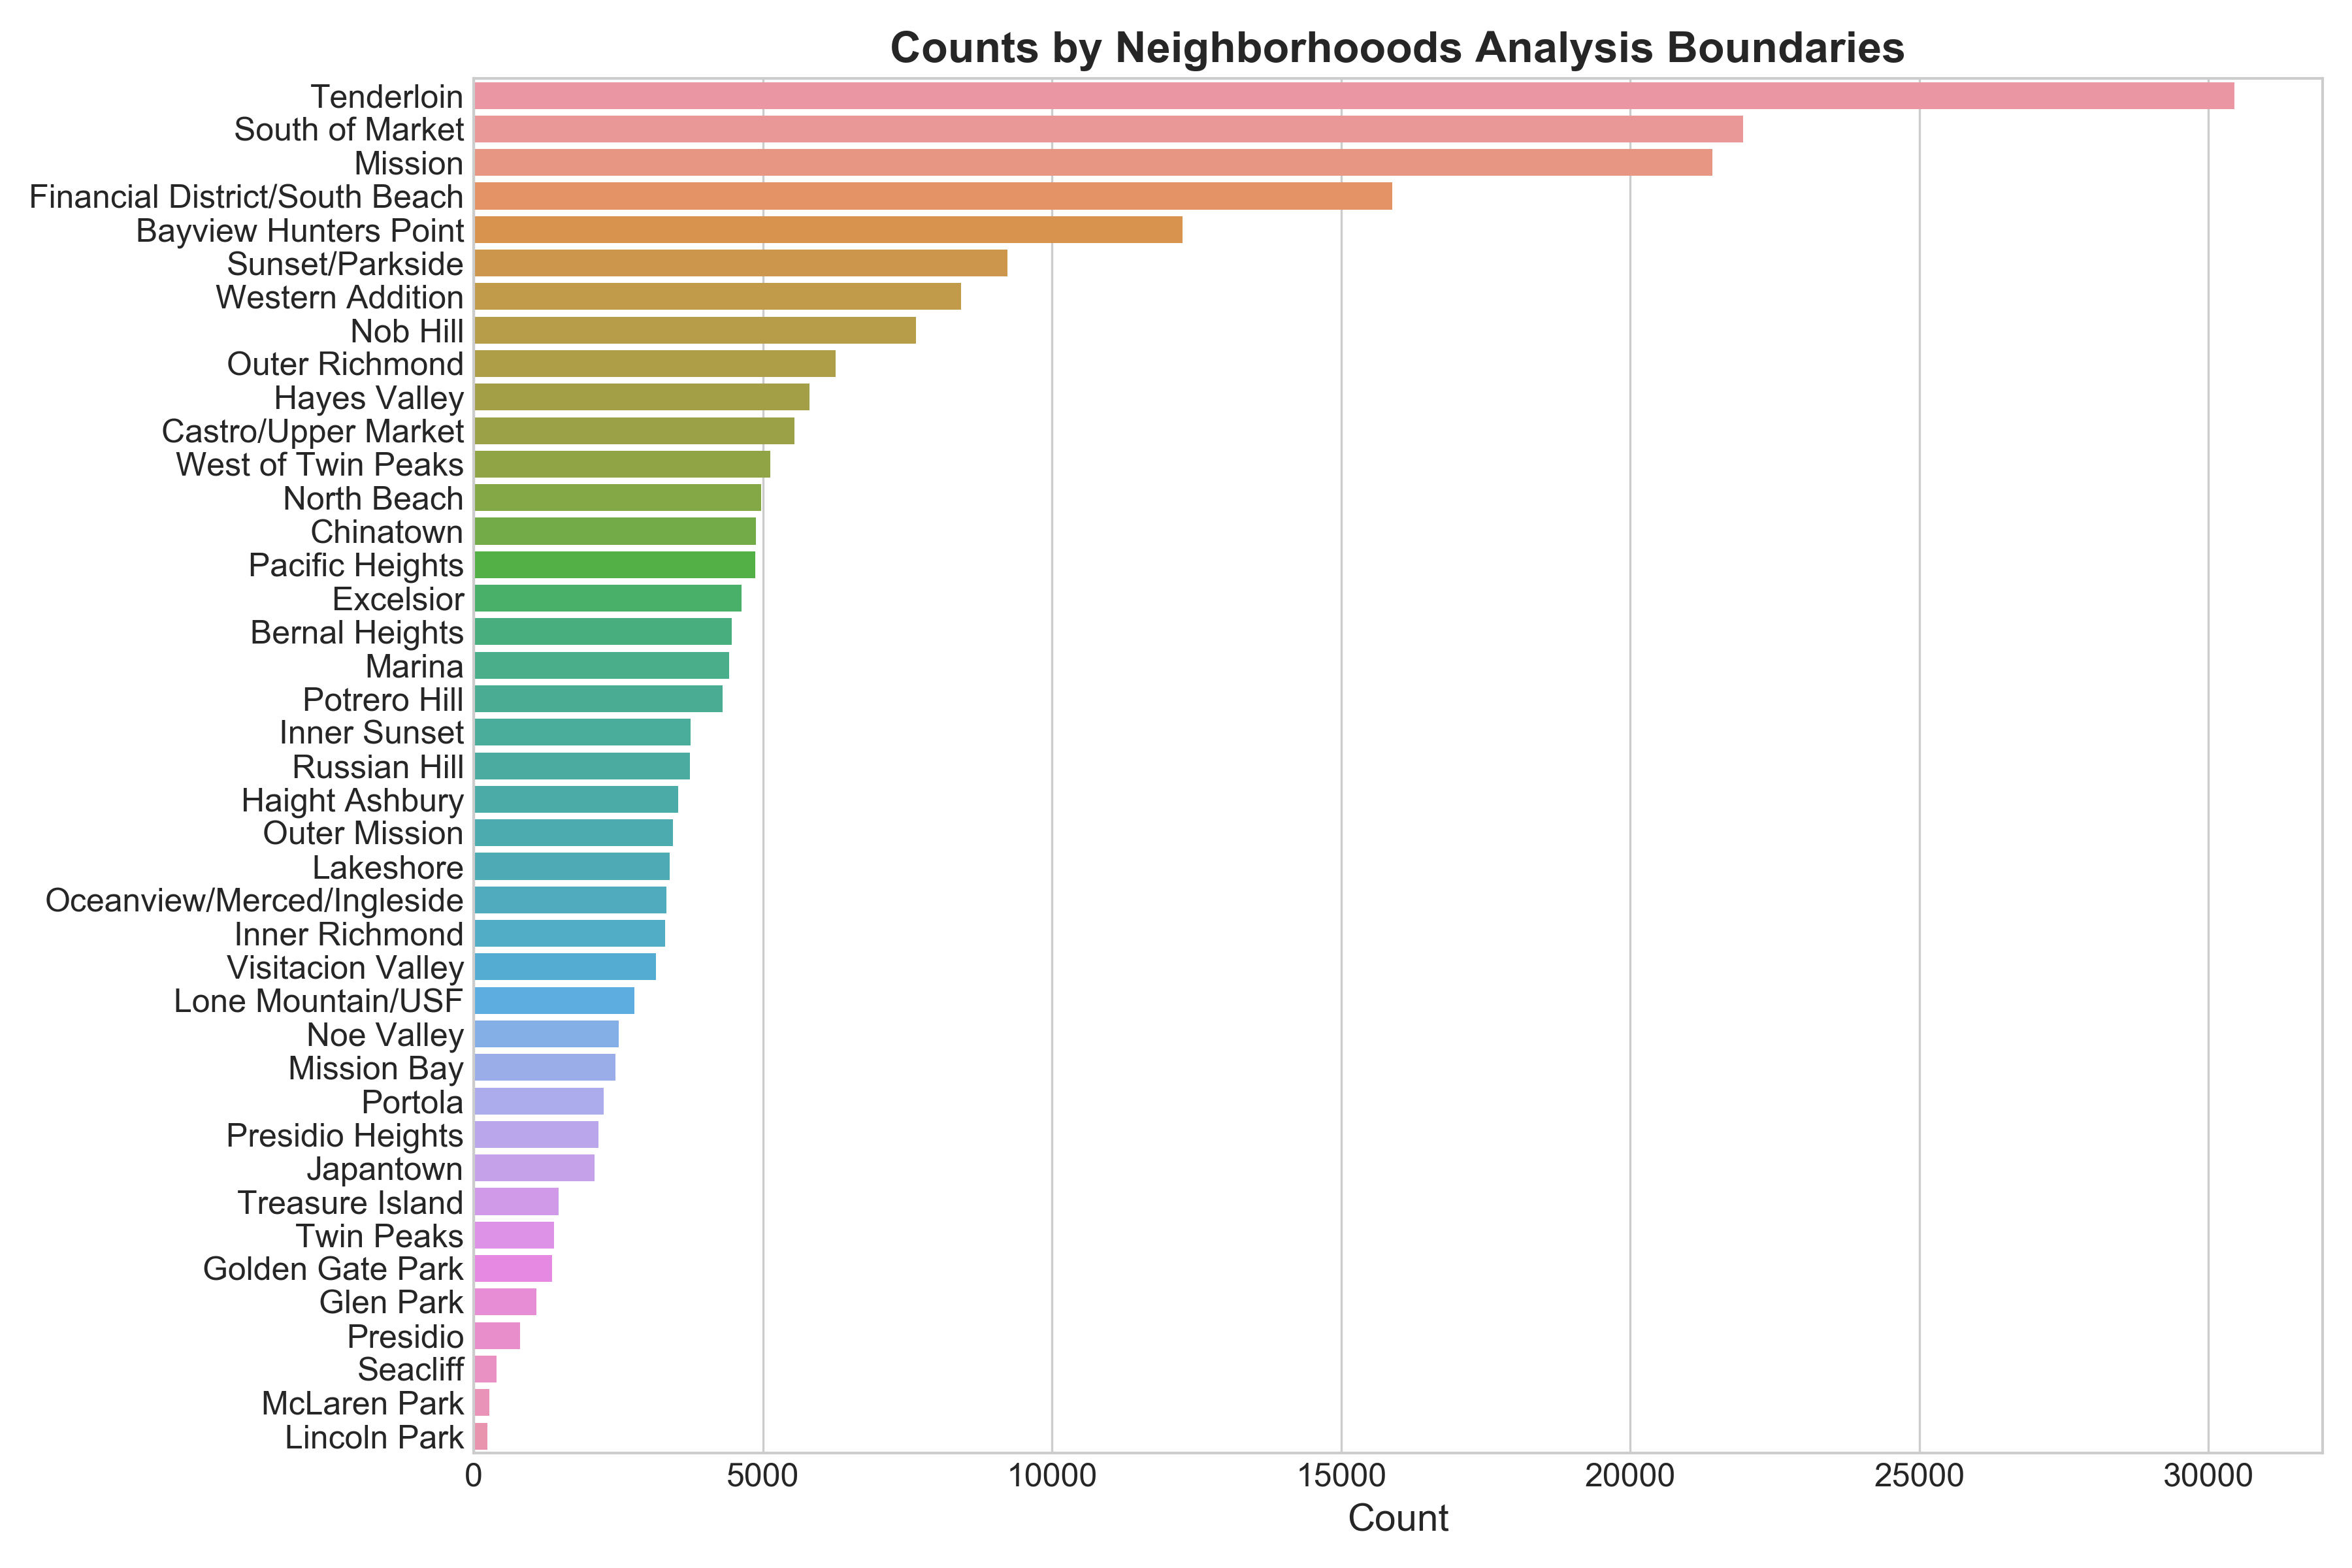 Counts by Neighborhooods Analysis Boundaries
Tenderloin
South of Market
Mission
Financial District/South Beach
Bayview Hunters Point
Sunset/Parkside
Western Addition
Nob Hill
Outer Richmond
Hayes Valley
Castro/Upper Market
West of Twin Peaks
North Beach
Chinatown
Pacific Heights
Excelsior
Bernal Heights
Marina
Potrero Hill
Inner Sunset
Russian Hill
Haight Ashbury
Outer Mission
Lakeshore
Oceanview/Merced/Ingleside
Inner Richmond
Visitacion Valley
Lone Mountain/USF
Noe Valley
Mission Bay
Portola
Presidio Heights
Japantown
Treasure Island
Twin Peaks
Golden Gate Park
Glen Park
Presidio
Seacliff
McLaren Park
Lincoln Park
0 5000 10000 15000 20000 25000 30000
Count